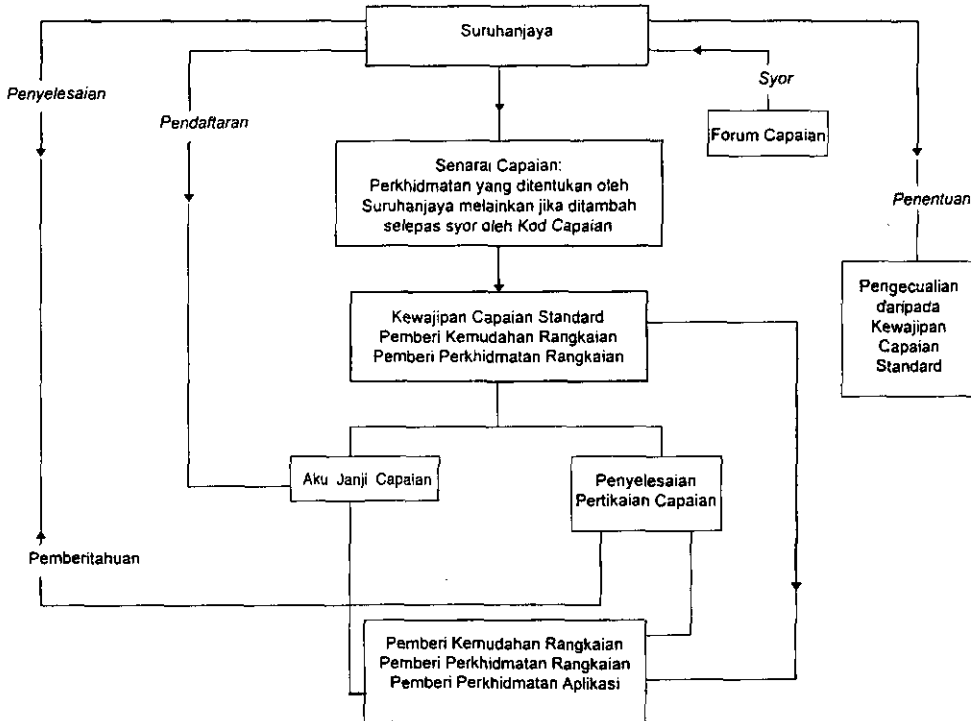 Suruhanjaya
Penyelesaian
Pendaftaran
Syor
Forum Capaian
Senarai Capaian:
Perkhidmatan yang ditentukan oleh
Suruhanjaya melainkan jika ditambah
selepas syor oleh Kod Capaian
Penentuan
Pengecualian
daripada
Kewajipan
Capaian
Standard
Kewajipan Capaian Standard
Pemberi Kemudahan Rangkaian
Pemberi Perkhidmatan Rangkaian
Aku Janji Capaian
Penyelesaian
Pertikaian Capaian
Pemberitahuan
Pemberi Kemudahan Rangkaian
Pemberi Perkhidmatan Rangkaian
Pemberi Perkhidmatan Aplikasi